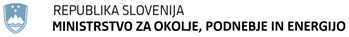 REPUBLIKA SLOVENIJA
MINISTRSTVO ZA OKOLJE, PODNEBJE IN ENERGIJO